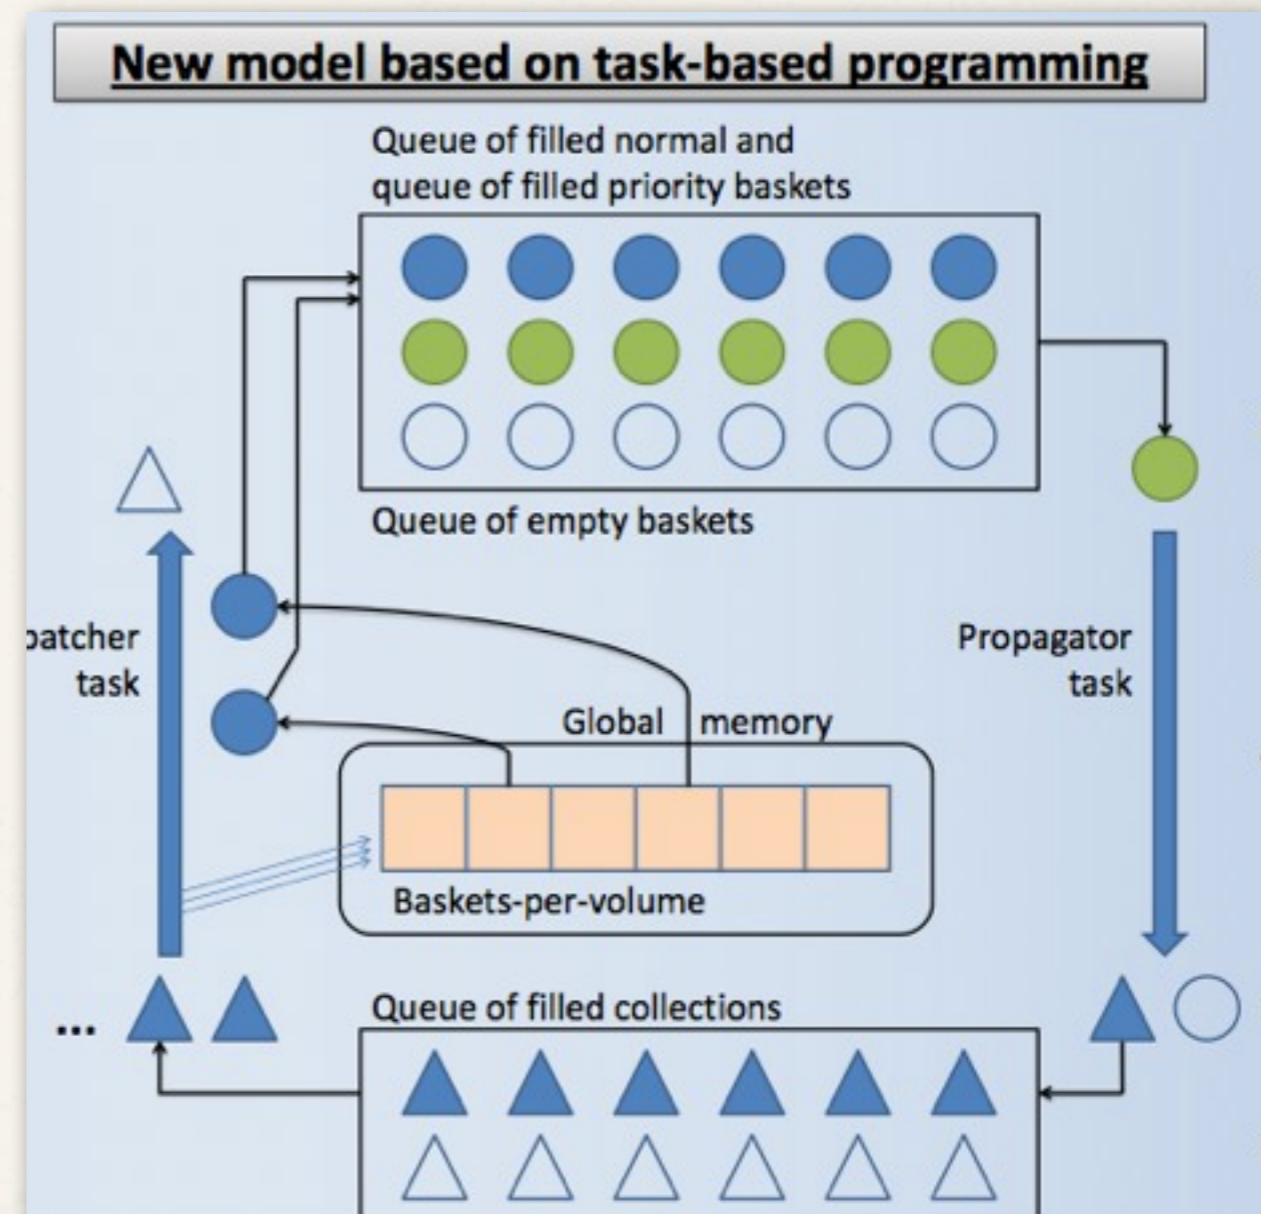 New model based on task-based programming
Queue of filled normal and
queue of filled priority baskets
Queue of empty baskets
patcher
task
Propagator
task
Global memory
Baskets-per-volume
...
Queue of filled collections